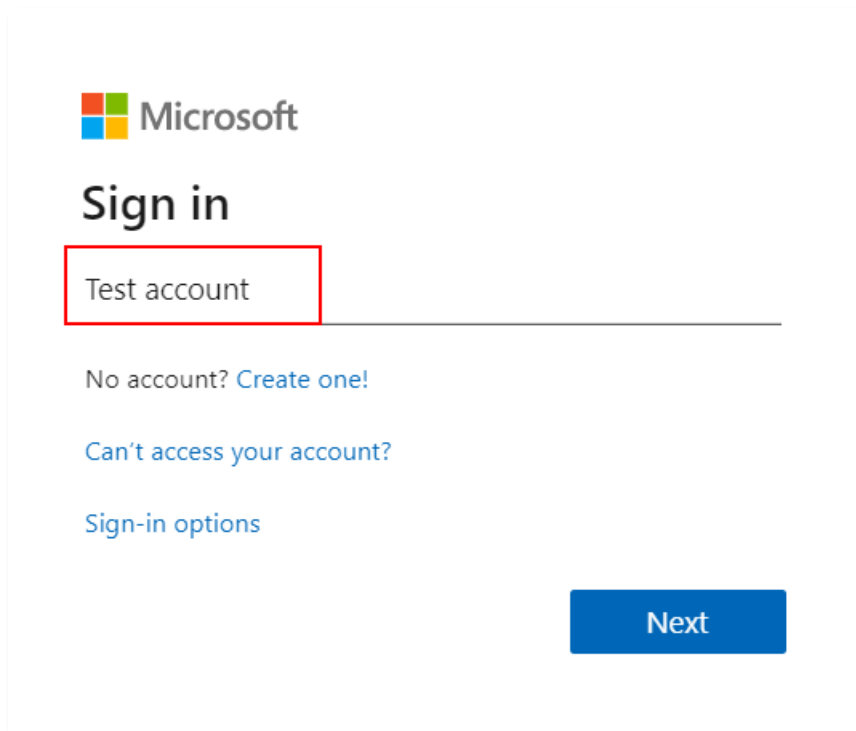 Microsoft
Sign in
Test account
No account? Create one!
Can't access your account?
Sign-in options
Next